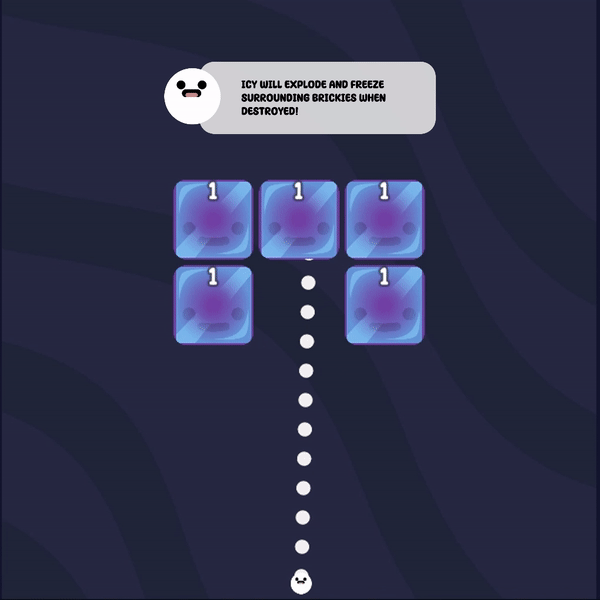 ICY WILL EXPLODE AND FREEZE
SURROUNDING BRICKIES WHEN
DESTROYED!
1 1 1
1 1